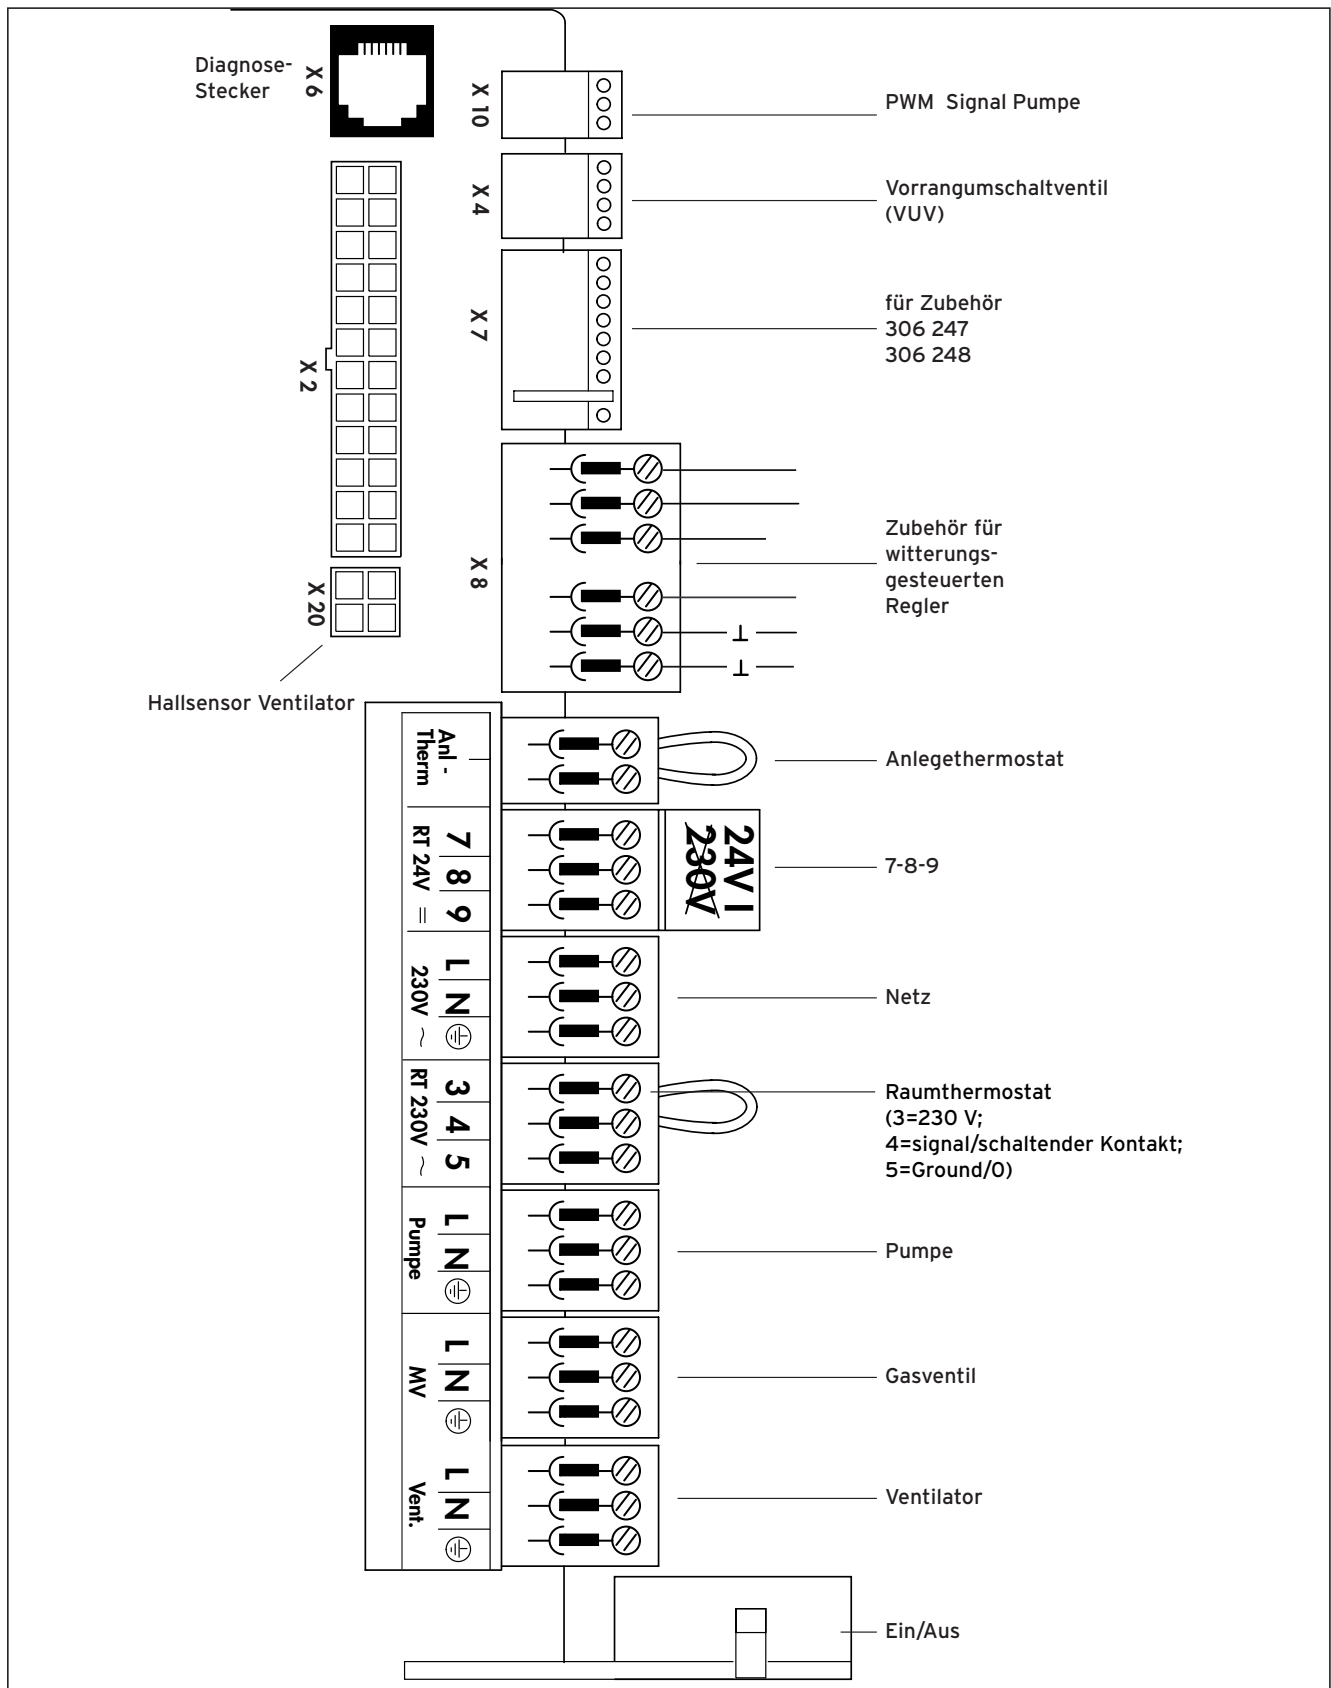 Diagnose-
Stecker
X 6
X 10
PWM  Signal Pumpe
X 4
Vorrangumschaltventil
(VUV)
X 7
für Zubehör
306 247
306 248
X 2
X 8
Zubehör für
witterungs-
gesteuerten
Regler
X 20
Hallsensor Ventilator
Anl -
Therm
Anlegethermostat
7 8 9
RT 24V =
24V I
230V
7-8-9
L N
230V ~
Netz
3 4 5
RT 230V ~
Raumthermostat
(3=230 V;
4=signal/schaltender Kontakt;
5=Ground/0)
L N
Pumpe
Pumpe
L N
MV
Gasventil
L N
Vent.
Ventilator
Ein/Aus